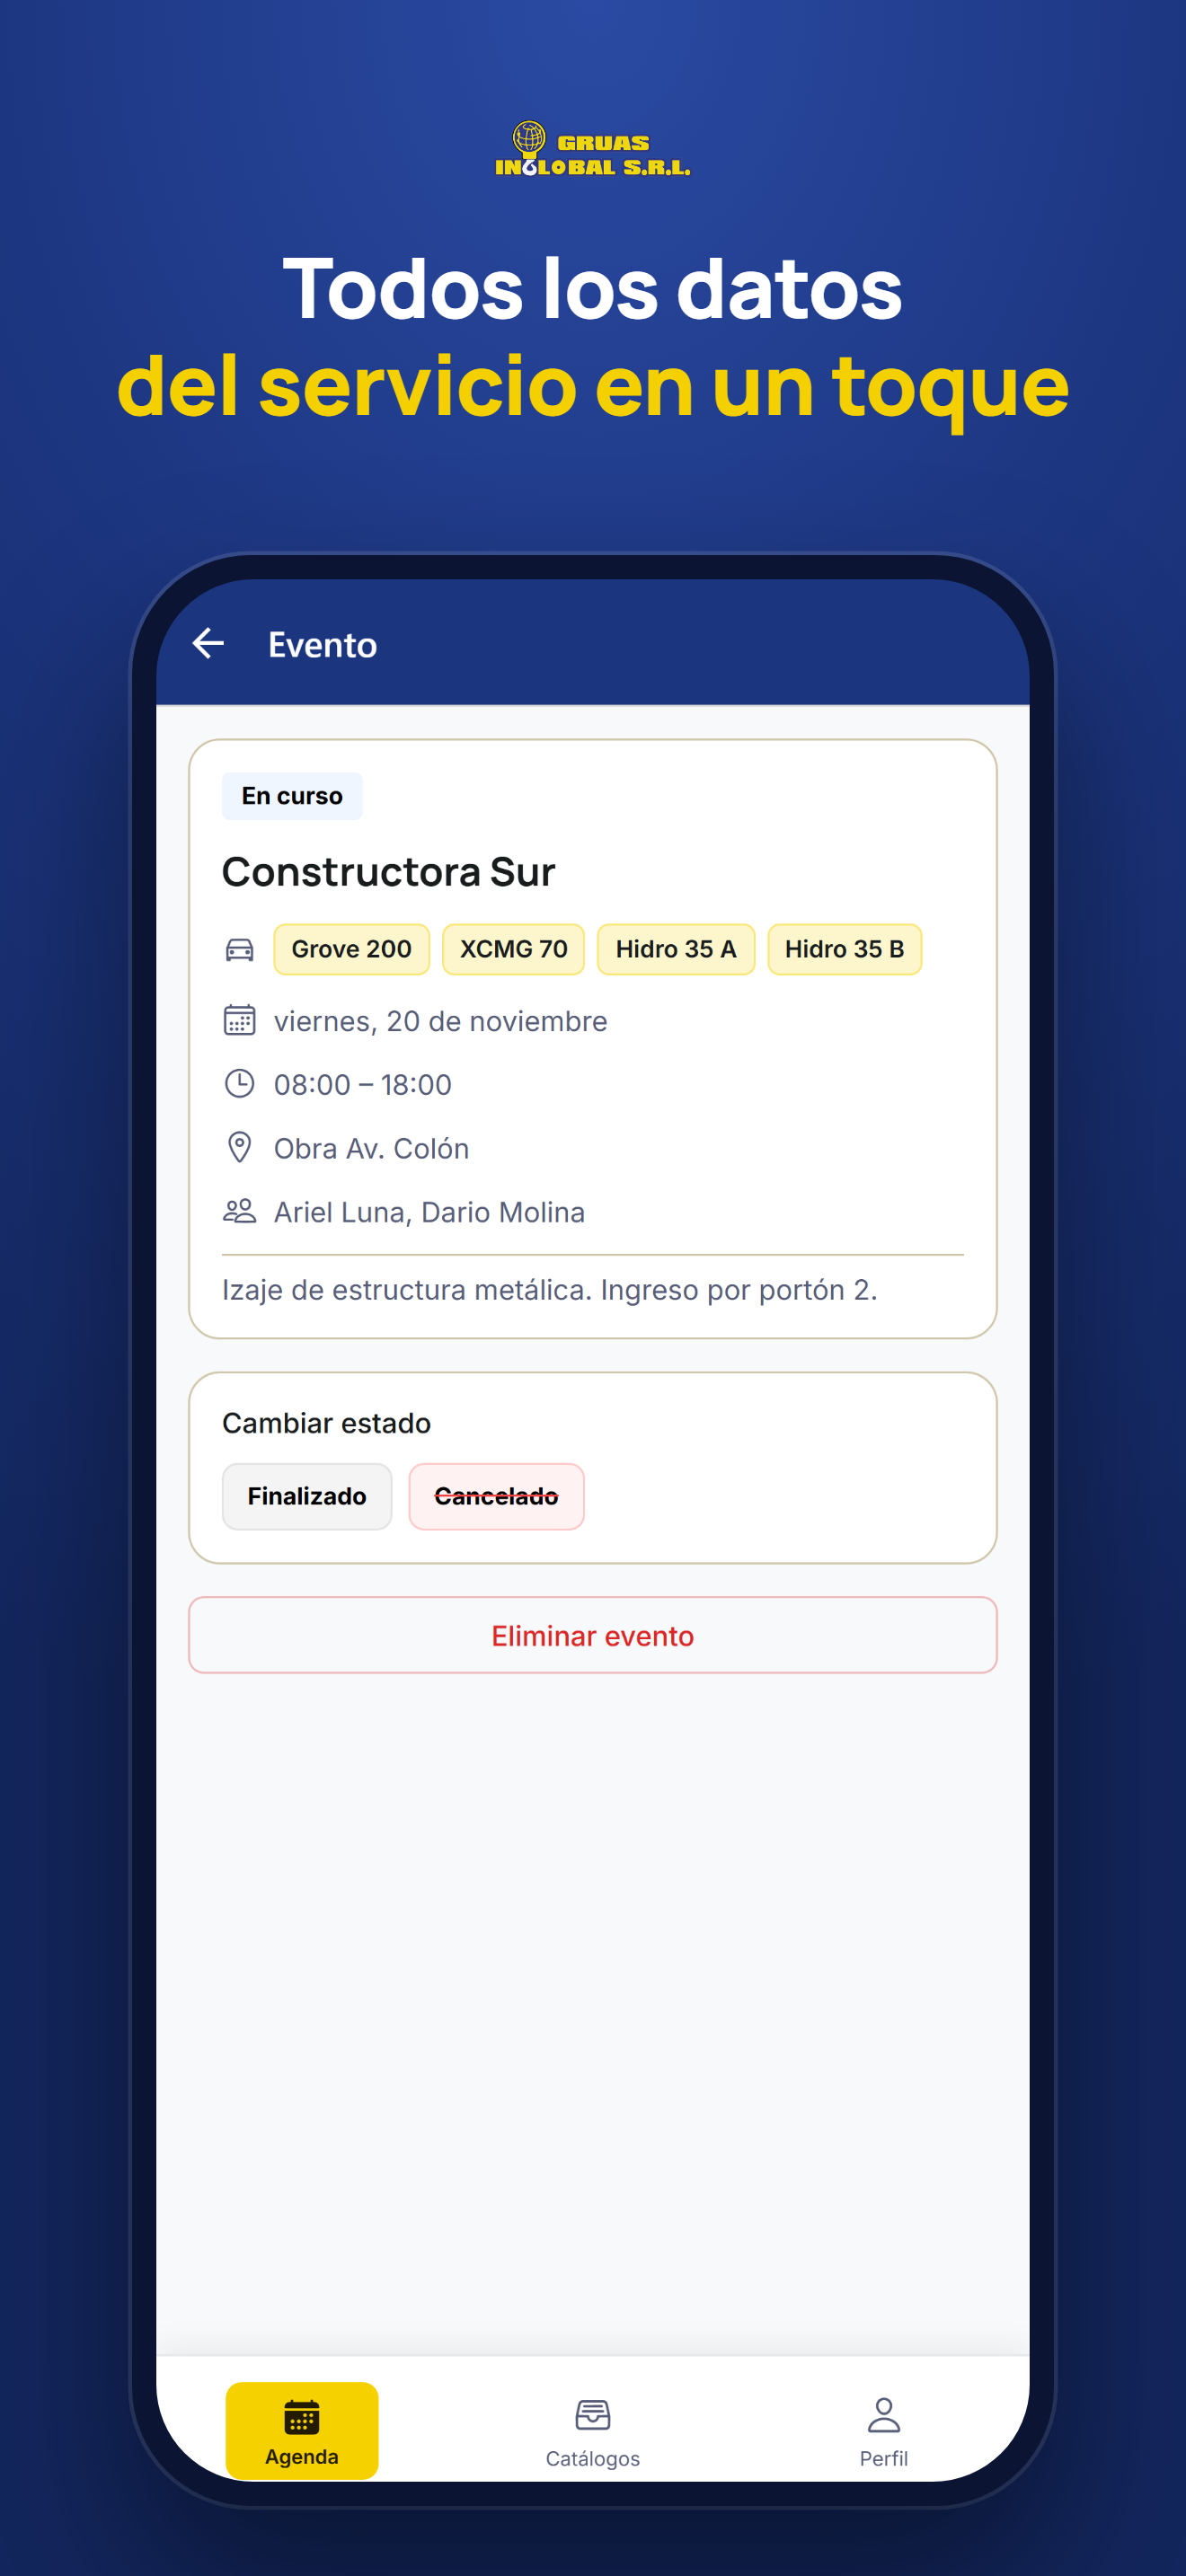 GRUAS
INGLOBAL S.R.L.
Todos los datos
del servicio en un toque
Evento
En curso
Constructora Sur
Grove 200 XCMG 70 Hidro 35 A Hidro 35 B
viernes, 20 de noviembre
08:00 – 18:00
Obra Av. Colón
Ariel Luna, Dario Molina
Izaje de estructura metálica. Ingreso por portón 2.
Cambiar estado
Finalizado Cancelado
Eliminar evento
Agenda Catálogos Perfil